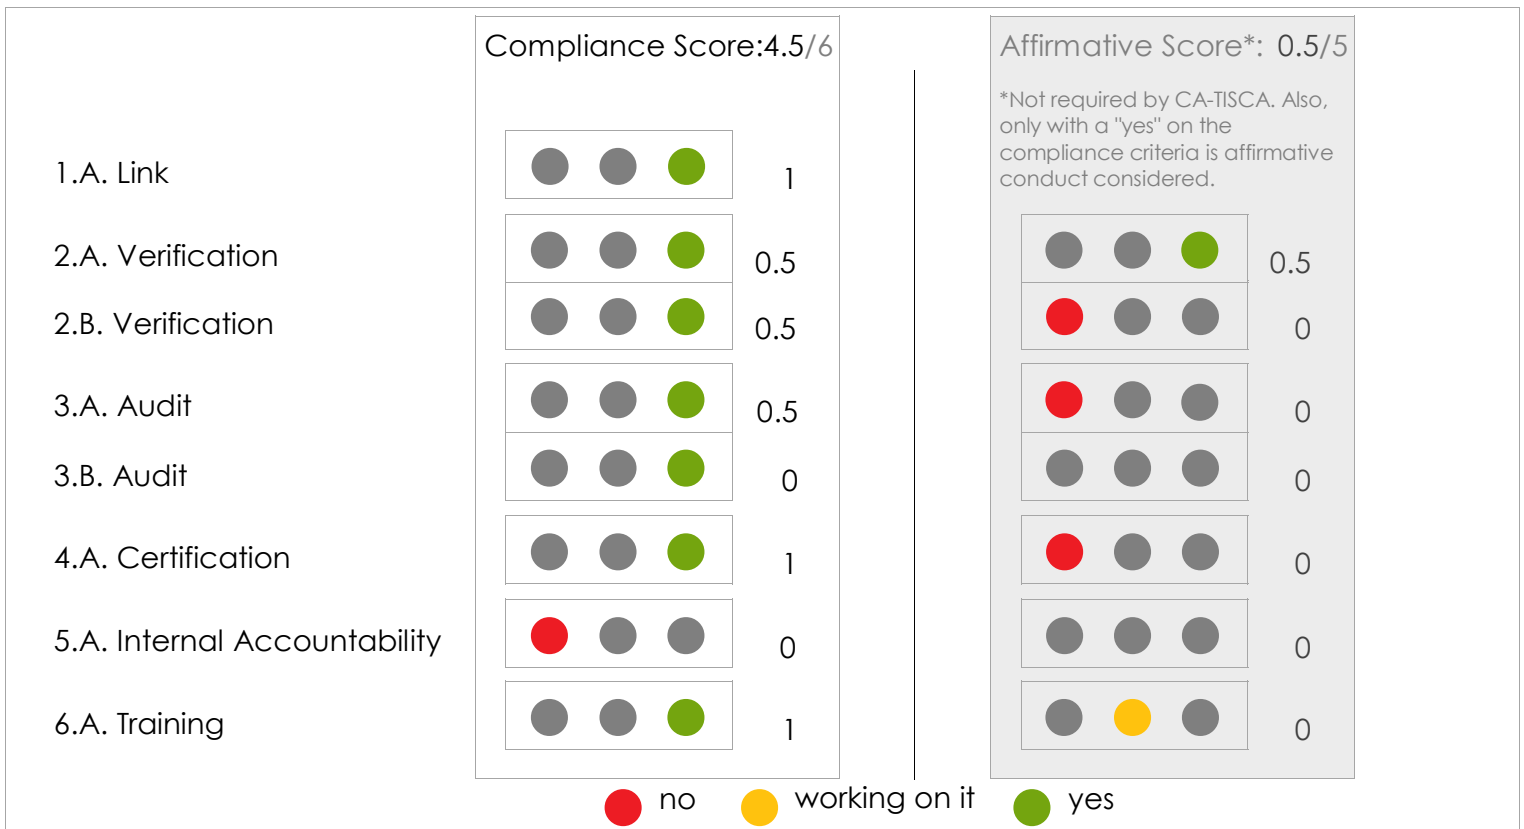 Compliance Score:4.5/6
Affirmative Score*: 0.5/5
*Not required by CA-TISCA. Also,
only with a "yes" on the
compliance criteria is affirmative
conduct considered.
1.A. Link 1
2.A. Verification 0.5 0.5
2.B. Verification 0.5 0
3.A. Audit 0.5 0
3.B. Audit 0 0
4.A. Certification 1 0
5.A. Internal Accountability 0 0
6.A. Training 1 0
no working on it yes